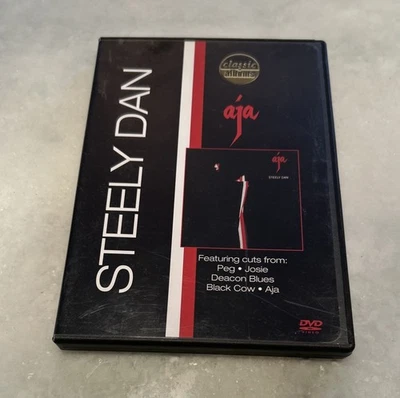 classic
albums
STEELY DAN
aja
aja
STEELY DAN
Featuring cuts from:
Peg • Josie
Deacon Blues
Black Cow • Aja
DVD
VIDEO